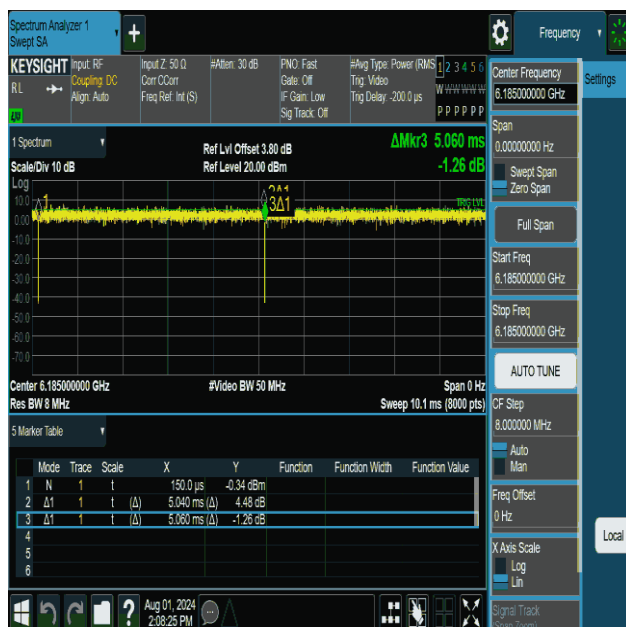 Spectrum Analyzer 1
Swept SA
Frequency
KEYSIGHT
RL
Input: RF
Coupling: DC
Align: Auto
Input Z: 50 Ω
Corr CCorr
Freq Ref: Int (S)
#Atten: 30 dB
PNO: Fast
Gate: Off
IF Gain: Low
Sig Track: Off
#Avg Type: Power (RMS
Trig: Video
Trig Delay: -200.0 µs
1 2 3 4 5 6
W W W W W W
P P P P P P
1 Spectrum
Scale/Div 10 dB
Ref Lvl Offset 3.80 dB
Ref Level 20.00 dBm
ΔMkr3 5.060 ms
-1.26 dB
Log
10.0
0.00
-10.0
-20.0
-30.0
-40.0
-50.0
-60.0
-70.0
1
2Δ1
3Δ1
TRIG LVL
Center 6.185000000 GHz
#Video BW 50 MHz
Span 0 Hz
Res BW 8 MHz
Sweep 10.1 ms (8000 pts)
5 Marker Table
Mode Trace Scale X Y Function Function Width Function Value
1 N 1 t 150.0 µs -0.34 dBm
2 Δ1 1 t (Δ) 5.040 ms (Δ) 4.48 dB
3 Δ1 1 t (Δ) 5.060 ms (Δ) -1.26 dB
4
5
6
Aug 01, 2024
2:08:25 PM
Center Frequency
6.185000000 GHz
Settings
Span
0.00000000 Hz
Swept Span
Zero Span
Full Span
Start Freq
6.185000000 GHz
Stop Freq
6.185000000 GHz
AUTO TUNE
CF Step
8.000000 MHz
Auto
Man
Freq Offset
0 Hz
Local
X Axis Scale
Log
Lin
Signal Track
(Span Zoom)